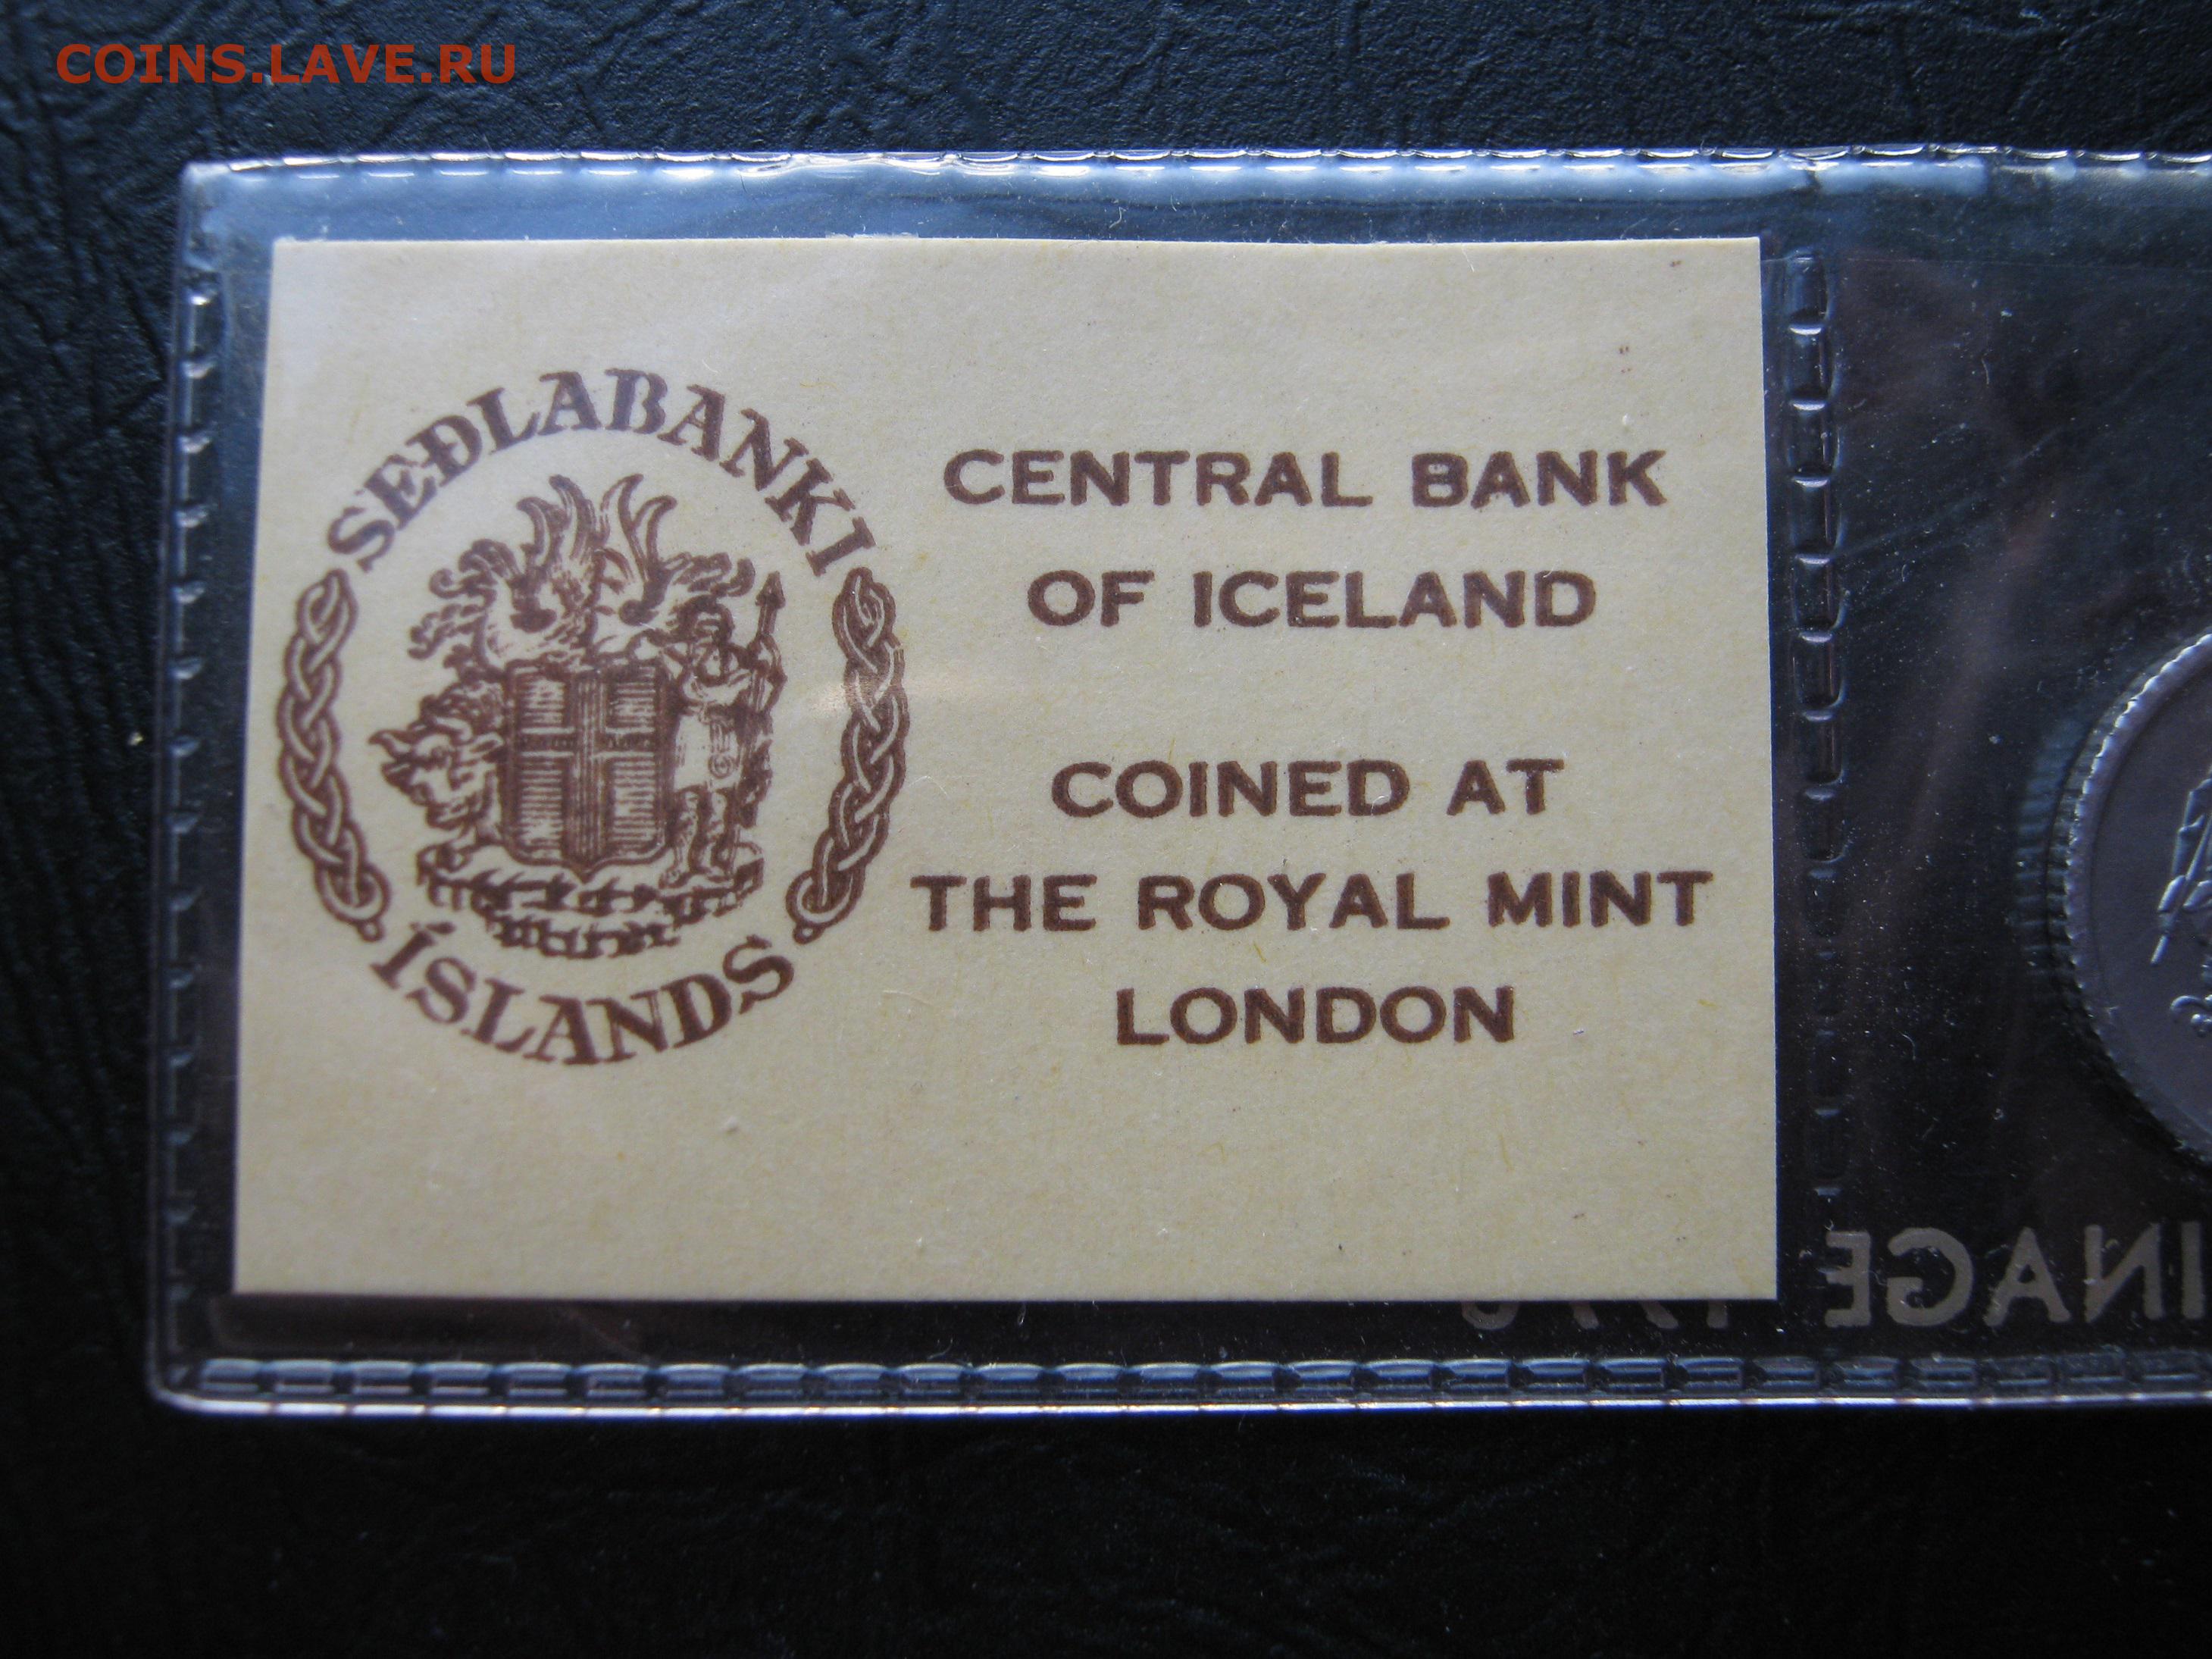 COINS.LAVE.RU
SEÐLABANKI
ÍSLANDS
CENTRAL BANK
OF ICELAND
COINED AT
THE ROYAL MINT
LONDON